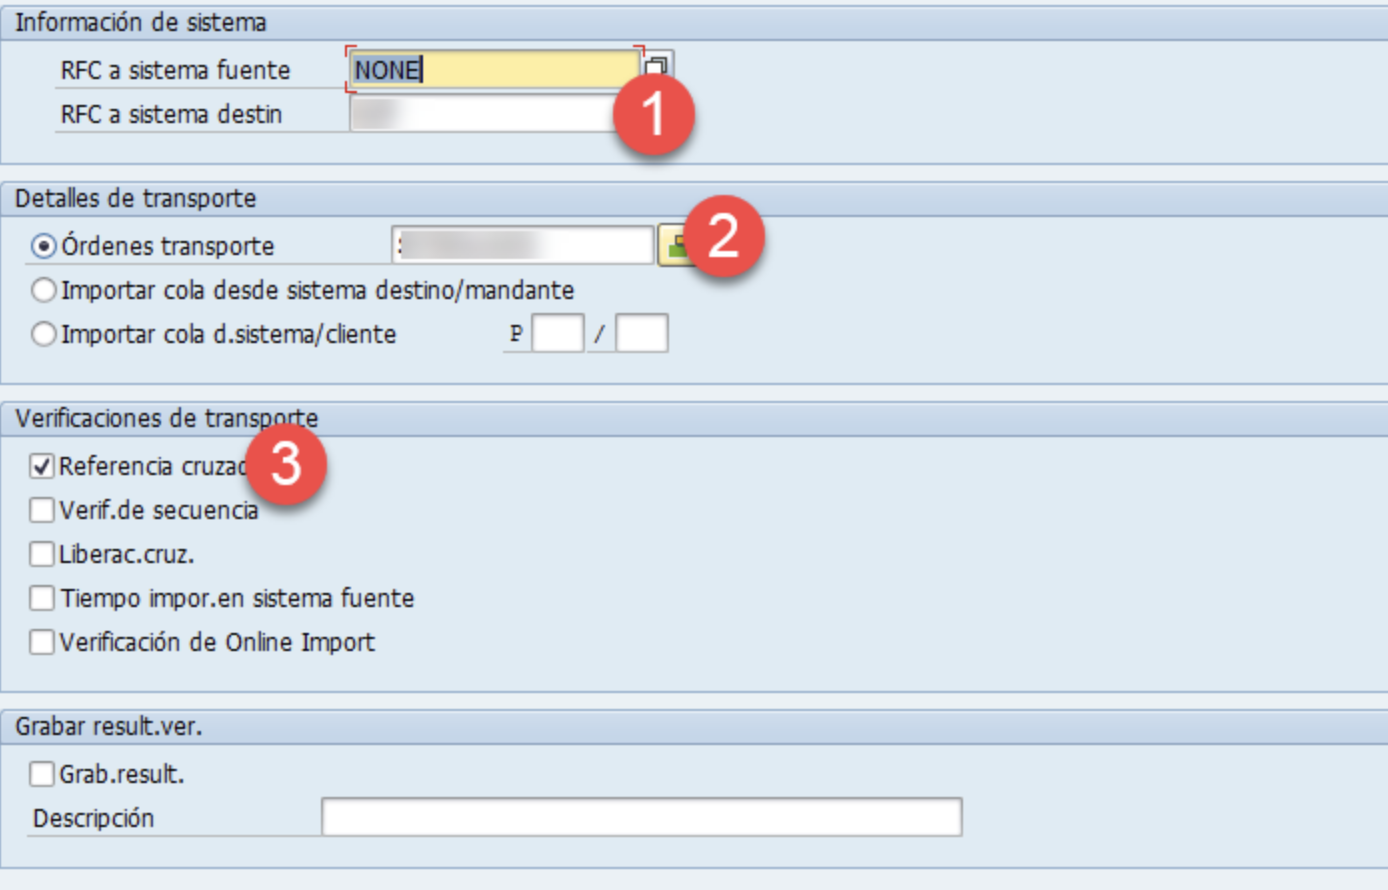 Información de sistema
RFC a sistema fuente NONE
RFC a sistema destin
1
Detalles de transporte
Órdenes transporte
2
Importar cola desde sistema destino/mandante
Importar cola d.sistema/cliente P /
Verificaciones de transporte
Referencia cruzad
3
Verif.de secuencia
Liberac.cruz.
Tiempo impor.en sistema fuente
Verificación de Online Import
Grabar result.ver.
Grab.result.
Descripción